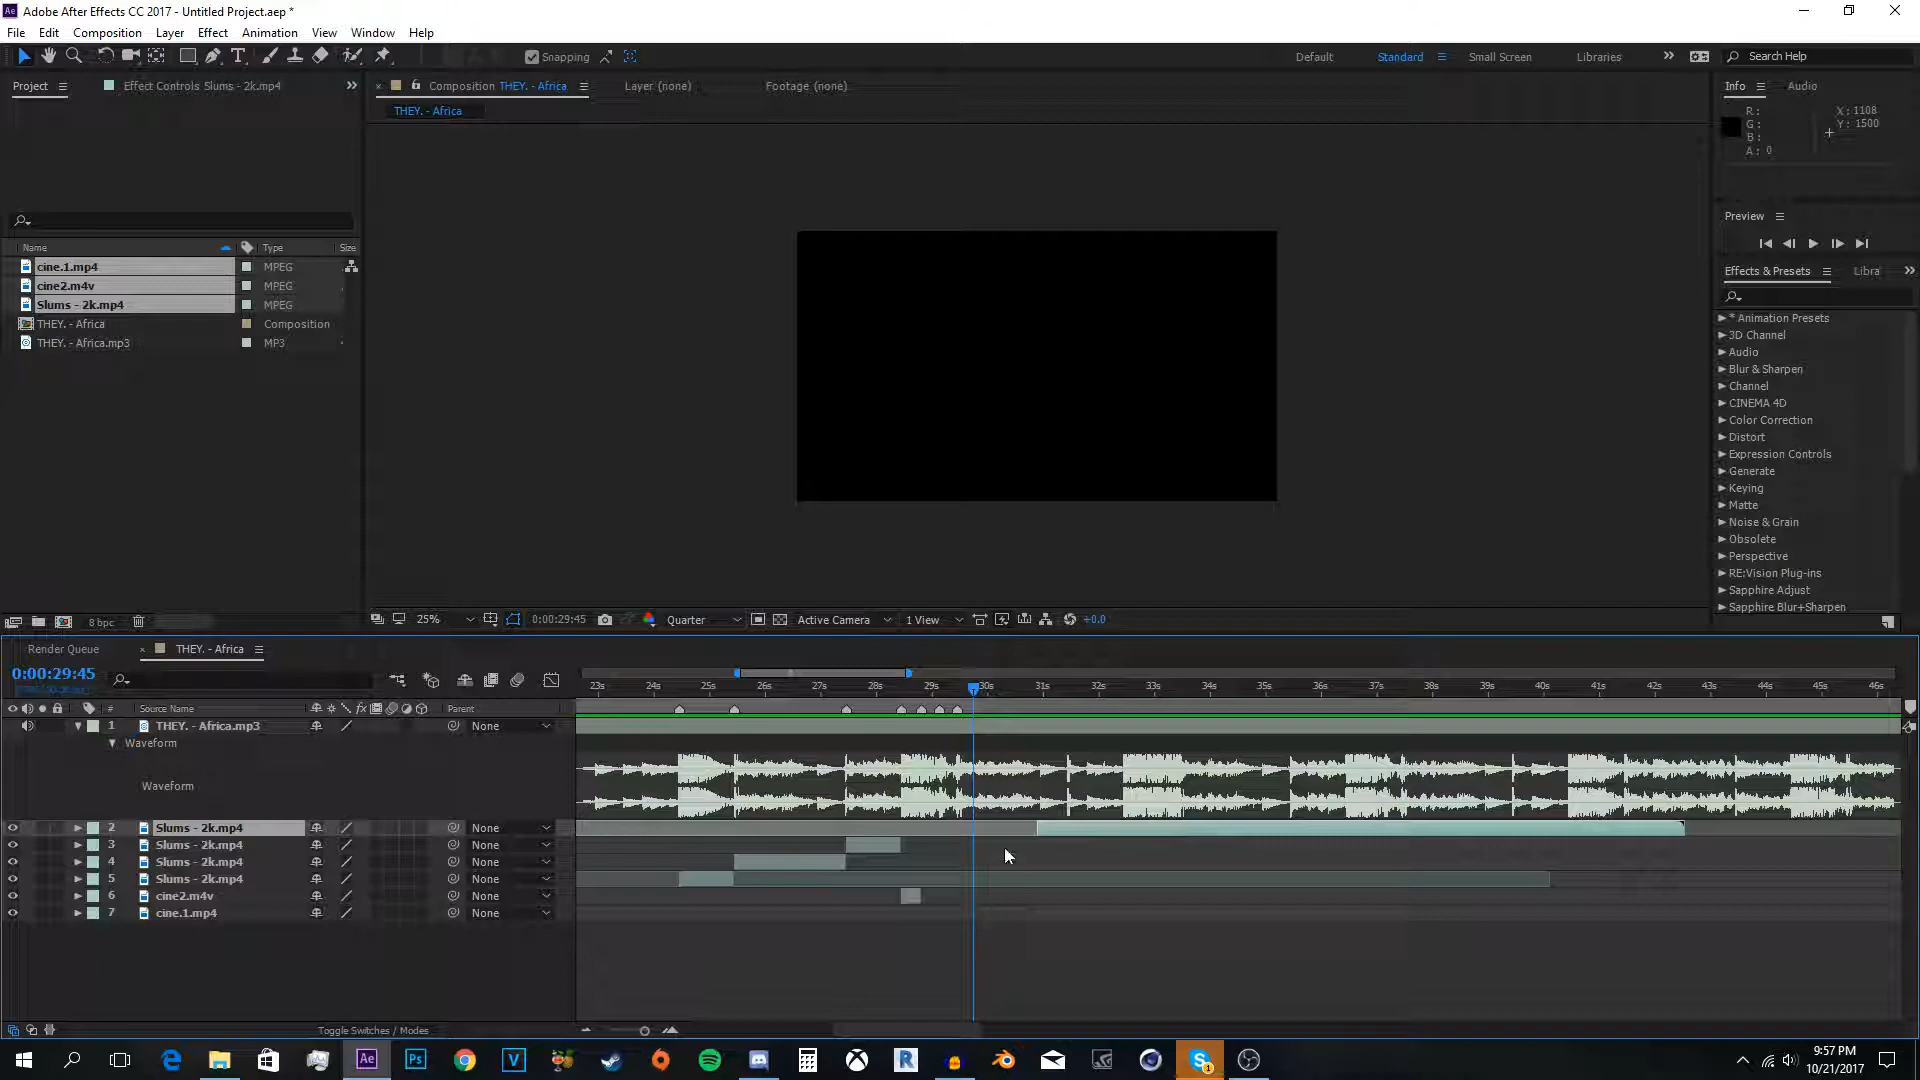 Adobe After Effects CC 2017 - Untitled Project.aep *
File Edit Composition Layer Effect Animation View Window Help
Snapping
Default Standard Small Screen Libraries Search Help
Project Effect Controls Slums - 2k.mp4
Composition THEY. - Africa Layer (none) Footage (none)
THEY. - Africa
Info Audio
R: X: 1108
G: Y: 1500
B:
A: 0
Preview
Effects & Presets Libra
* Animation Presets
3D Channel
Audio
Blur & Sharpen
Channel
CINEMA 4D
Color Correction
Distort
Expression Controls
Generate
Keying
Matte
Noise & Grain
Obsolete
Perspective
RE:Vision Plug-ins
Sapphire Adjust
Sapphire Blur+Sharpen
Name Type Size
cine.1.mp4 MPEG
cine2.m4v MPEG
Slums - 2k.mp4 MPEG
THEY. - Africa Composition
THEY. - Africa.mp3 MP3
8 bpc
25% 0:00:29:45 Quarter Active Camera 1 View +0.0
Render Queue THEY. - Africa
0:00:29:45
23s 24s 25s 26s 27s 28s 29s 30s 31s 32s 33s 34s 35s 36s 37s 38s 39s 40s 41s 42s 43s 44s 45s 46s
# Source Name fx Parent
1 THEY. - Africa.mp3 None
Waveform
Waveform
2 Slums - 2k.mp4 None
3 Slums - 2k.mp4 None
4 Slums - 2k.mp4 None
5 Slums - 2k.mp4 None
6 cine2.m4v None
7 cine.1.mp4 None
Toggle Switches / Modes
Ae Ps V R S 1
9:57 PM
10/21/2017